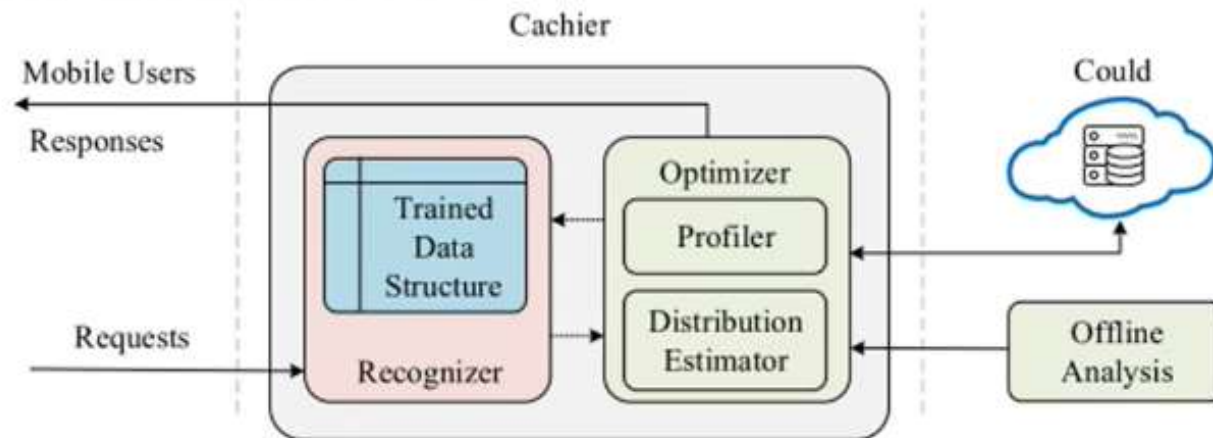 Cachier
Mobile Users
Responses
Requests
Trained
Data
Structure
Recognizer
Optimizer
Profiler
Distribution
Estimator
Could
Offline
Analysis